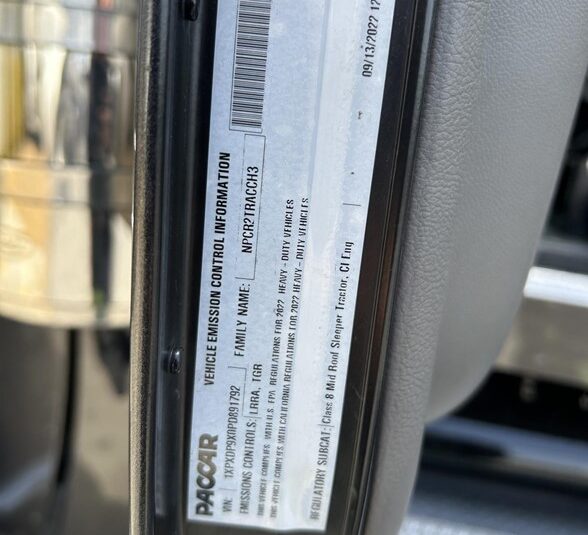 PACCAR
VEHICLE EMISSION CONTROL INFORMATION
VIN: 1XPXDP9X0PD891792 FAMILY NAME: NPCR2TRACCH3
EMISSIONS CONTROLS: LRRA, TGR
THIS VEHICLE COMPLIES WITH U.S. EPA REGULATIONS FOR 2022 HEAVY - DUTY VEHICLES
THIS VEHICLE COMPLIES WITH CALIFORNIA REGULATIONS FOR 2022 HEAVY - DUTY VEHICLES
REGULATORY SUBCAT: Class 8 Mid Roof Sleeper Tractor, CI Eng
09/13/2022